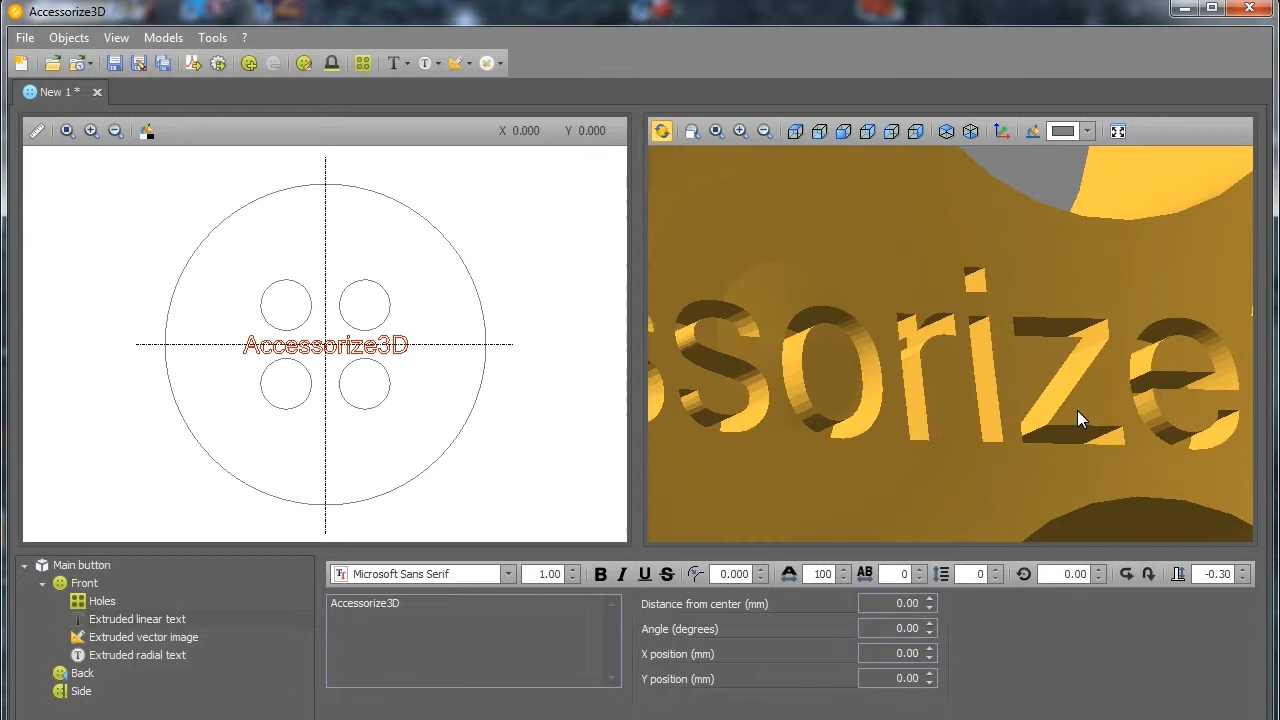 Accessorize3D
File Objects View Models Tools ?
New 1 *
X 0.000 Y 0.000
Accessorize3D
ssorize
Main button
Front
Holes
Extruded linear text
Extruded vector image
Extruded radial text
Back
Side
Microsoft Sans Serif 1.00 B I U S 0.000 A 100 AB 0 0 0.00 -0.30
Accessorize3D
Distance from center (mm) 0.00
Angle (degrees) 0.00
X position (mm) 0.00
Y position (mm) 0.00